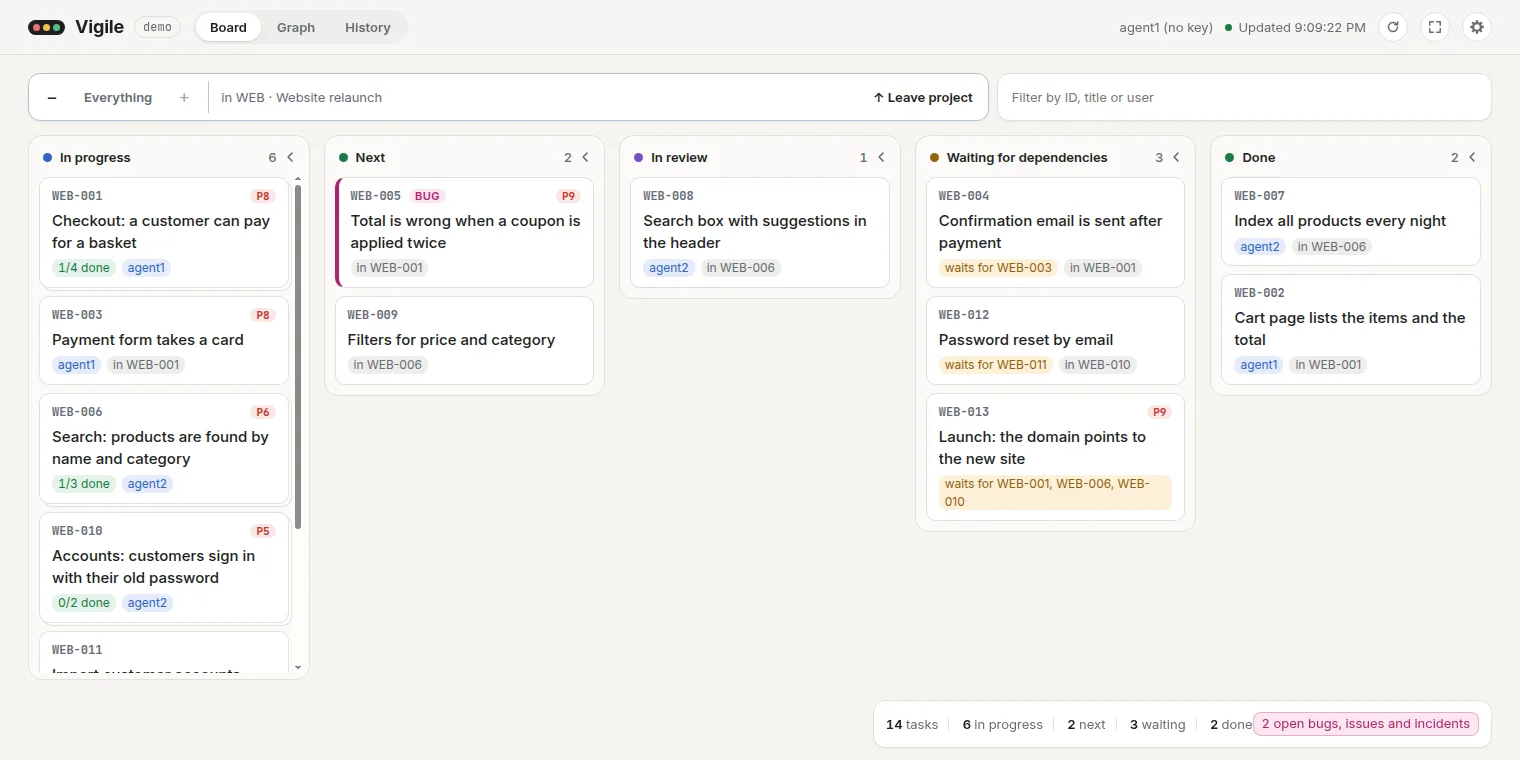 Vigile demo Board Graph History agent1 (no key) Updated 9:09:22 PM
− Everything + in WEB · Website relaunch ↑ Leave project Filter by ID, title or user
In progress 6
WEB-001 P8
Checkout: a customer can pay
for a basket
1/4 done agent1
WEB-003 P8
Payment form takes a card
agent1 in WEB-001
WEB-006 P6
Search: products are found by
name and category
1/3 done agent2
WEB-010 P5
Accounts: customers sign in
with their old password
0/2 done agent2
WEB-011
Next 2
WEB-005 BUG P9
Total is wrong when a coupon is
applied twice
in WEB-001
WEB-009
Filters for price and category
in WEB-006
In review 1
WEB-008
Search box with suggestions in
the header
agent2 in WEB-006
Waiting for dependencies 3
WEB-004
Confirmation email is sent after
payment
waits for WEB-003 in WEB-001
WEB-012
Password reset by email
waits for WEB-011 in WEB-010
WEB-013 P9
Launch: the domain points to
the new site
waits for WEB-001, WEB-006, WEB-
010
Done 2
WEB-007
Index all products every night
agent2 in WEB-006
WEB-002
Cart page lists the items and the
total
agent1 in WEB-001
14 tasks 6 in progress 2 next 3 waiting 2 done 2 open bugs, issues and incidents